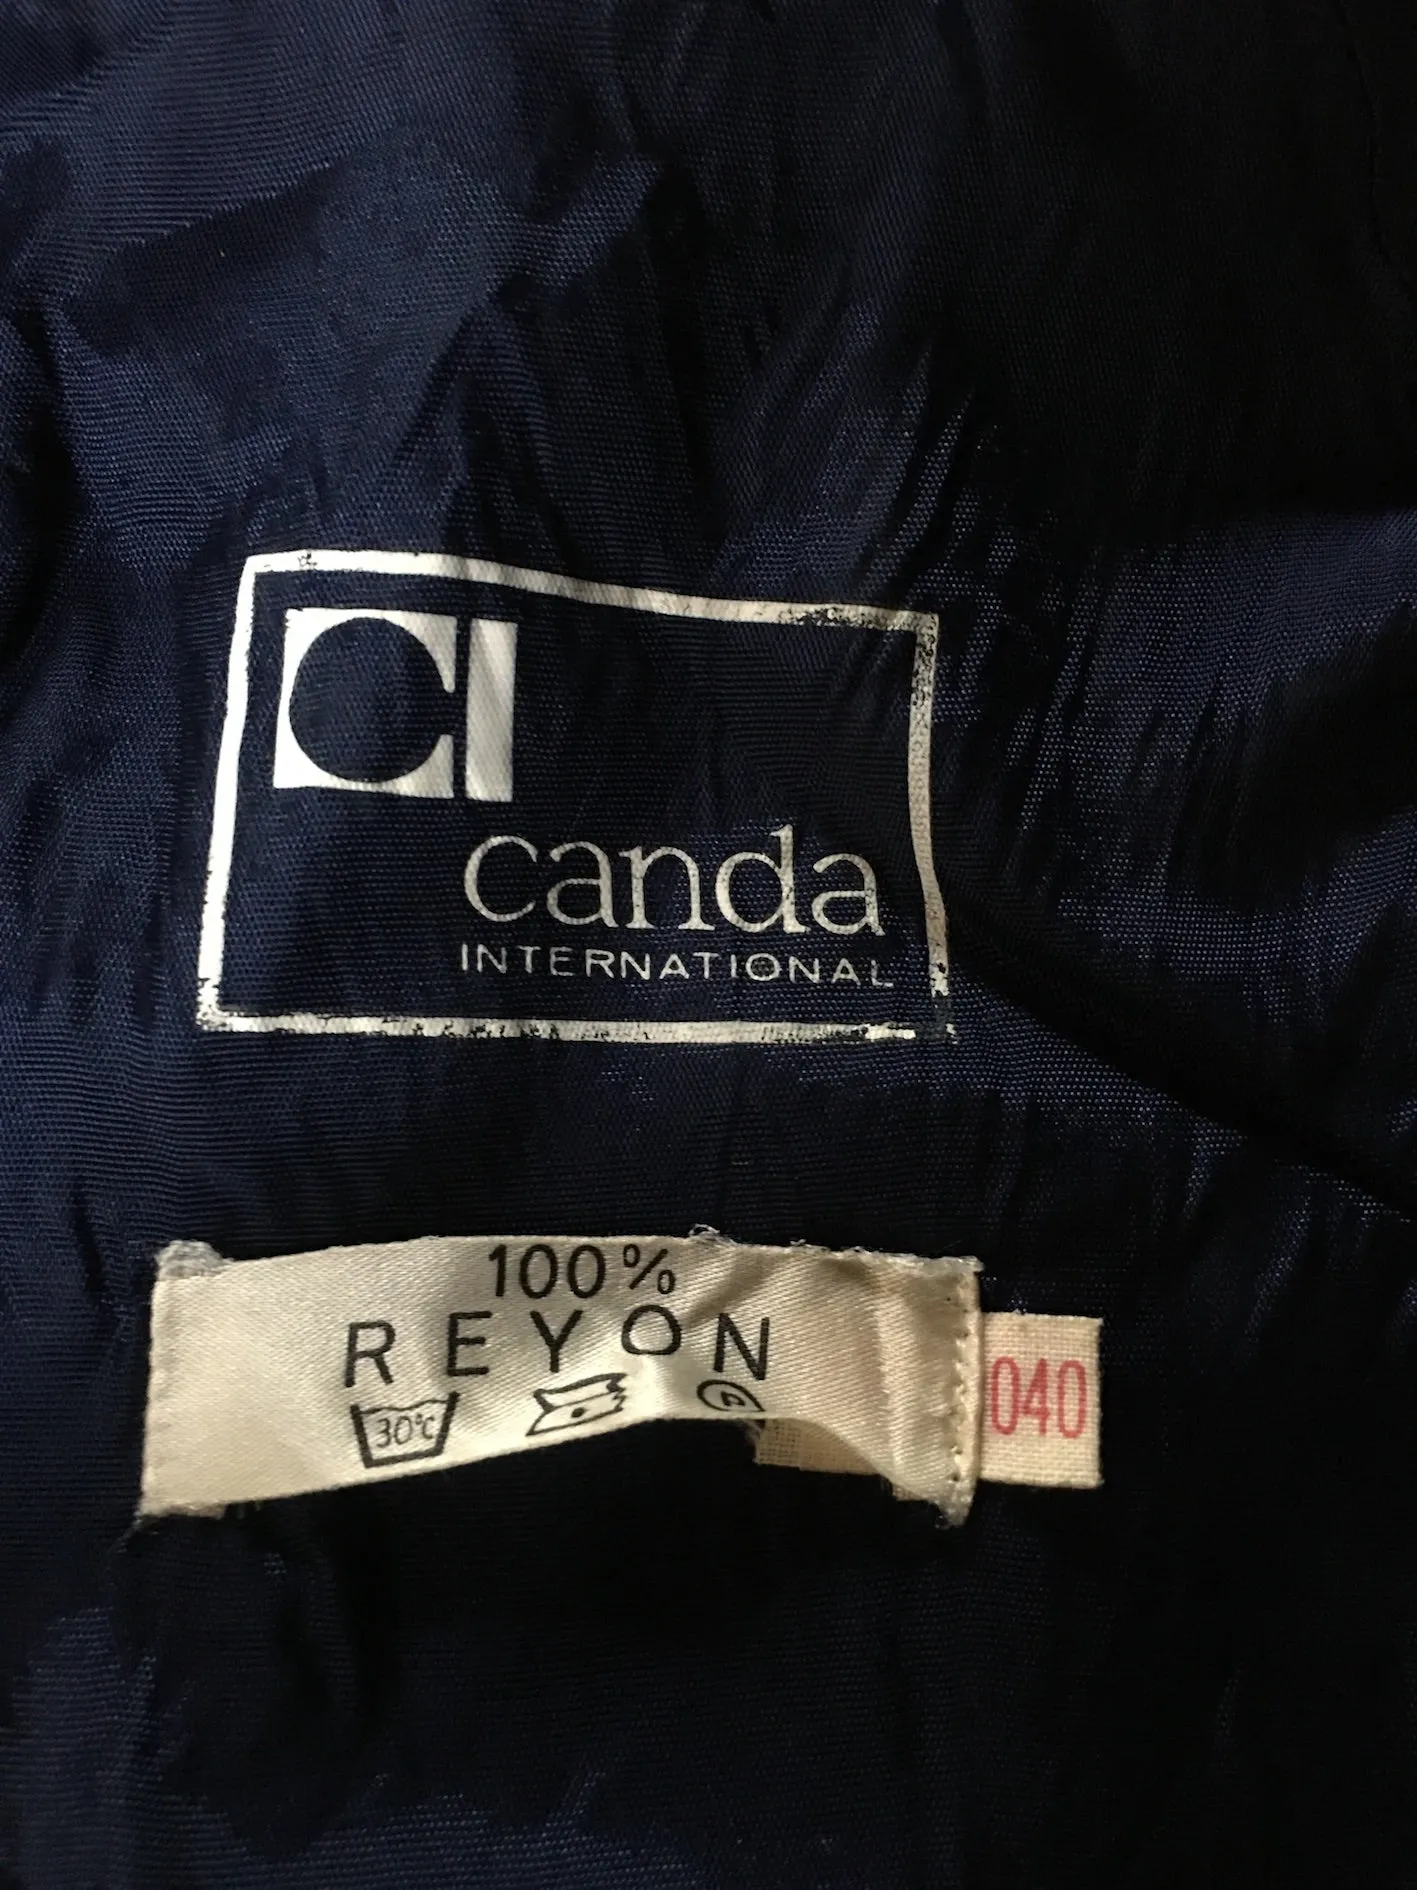 CI
canda
INTERNATIONAL
100%
REYON
30°C P
040